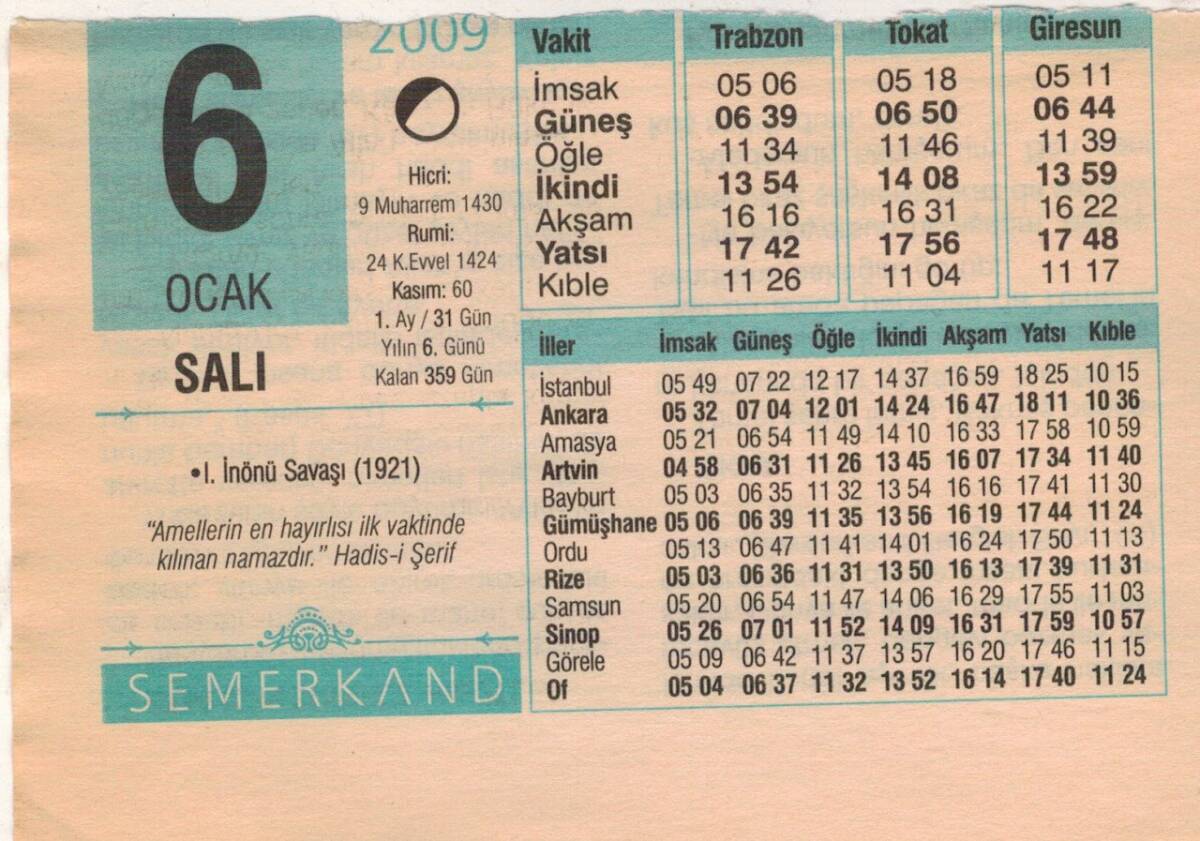 6
OCAK
SALI
2009
Hicri:
9 Muharrem 1430
Rumi:
24 K.Evvel 1424
Kasım: 60
1. Ay / 31 Gün
Yılın 6. Günü
Kalan 359 Gün
•I. İnönü Savaşı (1921)
“Amellerin en hayırlısı ilk vaktinde
kılınan namazdır.” Hadis-i Şerif
SEMERKAND
Vakit Trabzon Tokat Giresun
İmsak 05 06 05 18 05 11
Güneş 06 39 06 50 06 44
Öğle 11 34 11 46 11 39
İkindi 13 54 14 08 13 59
Akşam 16 16 16 31 16 22
Yatsı 17 42 17 56 17 48
Kıble 11 26 11 04 11 17
İller İmsak Güneş Öğle İkindi Akşam Yatsı Kıble
İstanbul 05 49 07 22 12 17 14 37 16 59 18 25 10 15
Ankara 05 32 07 04 12 01 14 24 16 47 18 11 10 36
Amasya 05 21 06 54 11 49 14 10 16 33 17 58 10 59
Artvin 04 58 06 31 11 26 13 45 16 07 17 34 11 40
Bayburt 05 03 06 35 11 32 13 54 16 16 17 41 11 30
Gümüşhane 05 06 06 39 11 35 13 56 16 19 17 44 11 24
Ordu 05 13 06 47 11 41 14 01 16 24 17 50 11 13
Rize 05 03 06 36 11 31 13 50 16 13 17 39 11 31
Samsun 05 20 06 54 11 47 14 06 16 29 17 55 11 03
Sinop 05 26 07 01 11 52 14 09 16 31 17 59 10 57
Görele 05 09 06 42 11 37 13 57 16 20 17 46 11 15
Of 05 04 06 37 11 32 13 52 16 14 17 40 11 24